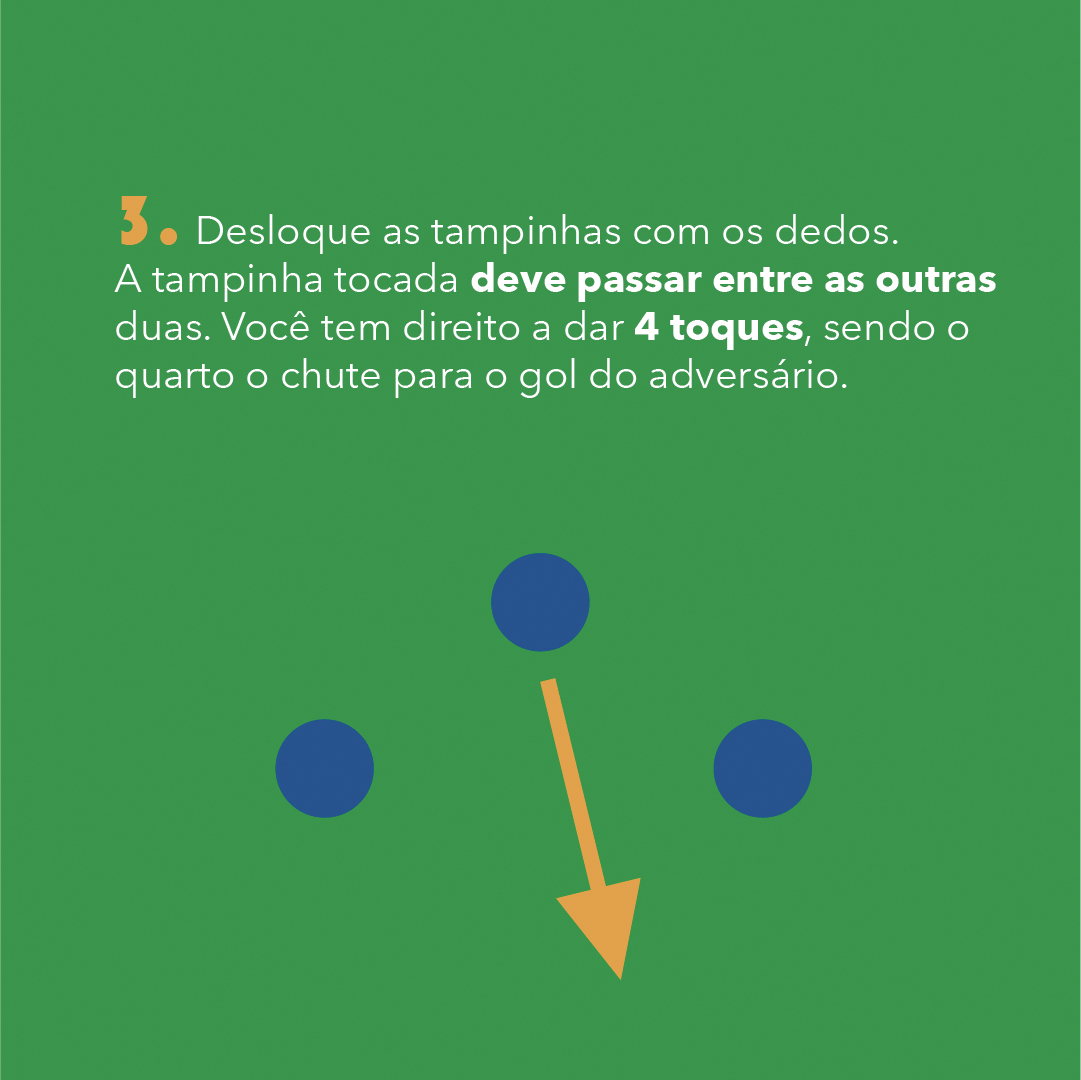 3. Desloque as tampinhas com os dedos.
A tampinha tocada deve passar entre as outras
duas. Você tem direito a dar 4 toques, sendo o
quarto o chute para o gol do adversário.